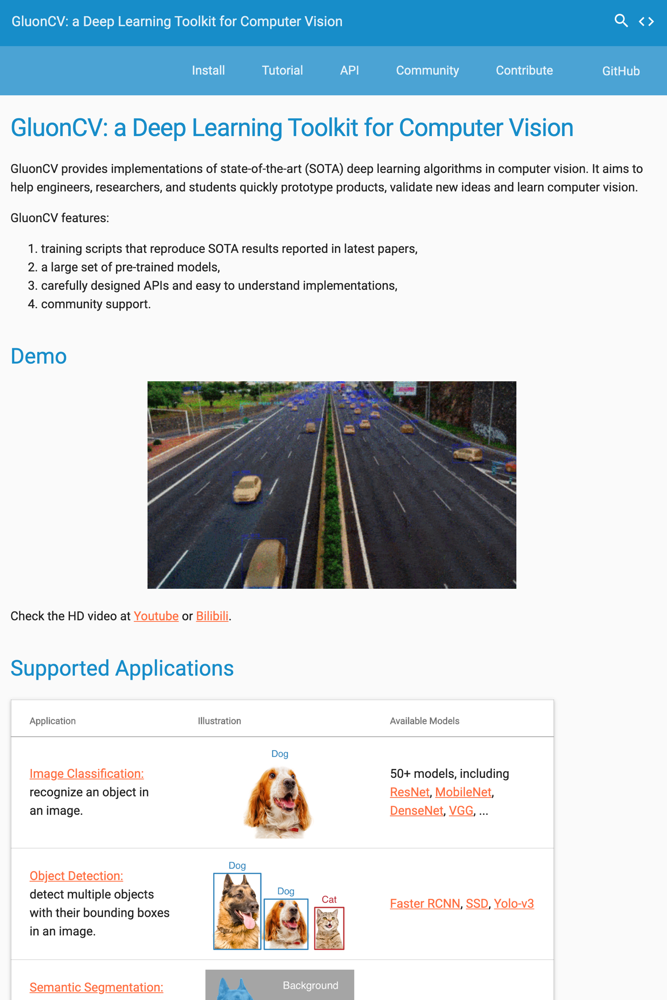 GluonCV: a Deep Learning Toolkit for Computer Vision
Install Tutorial API Community Contribute GitHub
GluonCV: a Deep Learning Toolkit for Computer Vision
GluonCV provides implementations of state-of-the-art (SOTA) deep learning algorithms in computer vision. It aims to
help engineers, researchers, and students quickly prototype products, validate new ideas and learn computer vision.
GluonCV features:
1. training scripts that reproduce SOTA results reported in latest papers,
2. a large set of pre-trained models,
3. carefully designed APIs and easy to understand implementations,
4. community support.
Demo
Check the HD video at Youtube or Bilibili.
Supported Applications
Application Illustration Available Models
Image Classification:
recognize an object in
an image.
Dog
50+ models, including
ResNet, MobileNet,
DenseNet, VGG, ...
Object Detection:
detect multiple objects
with their bounding boxes
in an image.
Dog
Dog
Cat
Faster RCNN, SSD, Yolo-v3
Semantic Segmentation:
Background